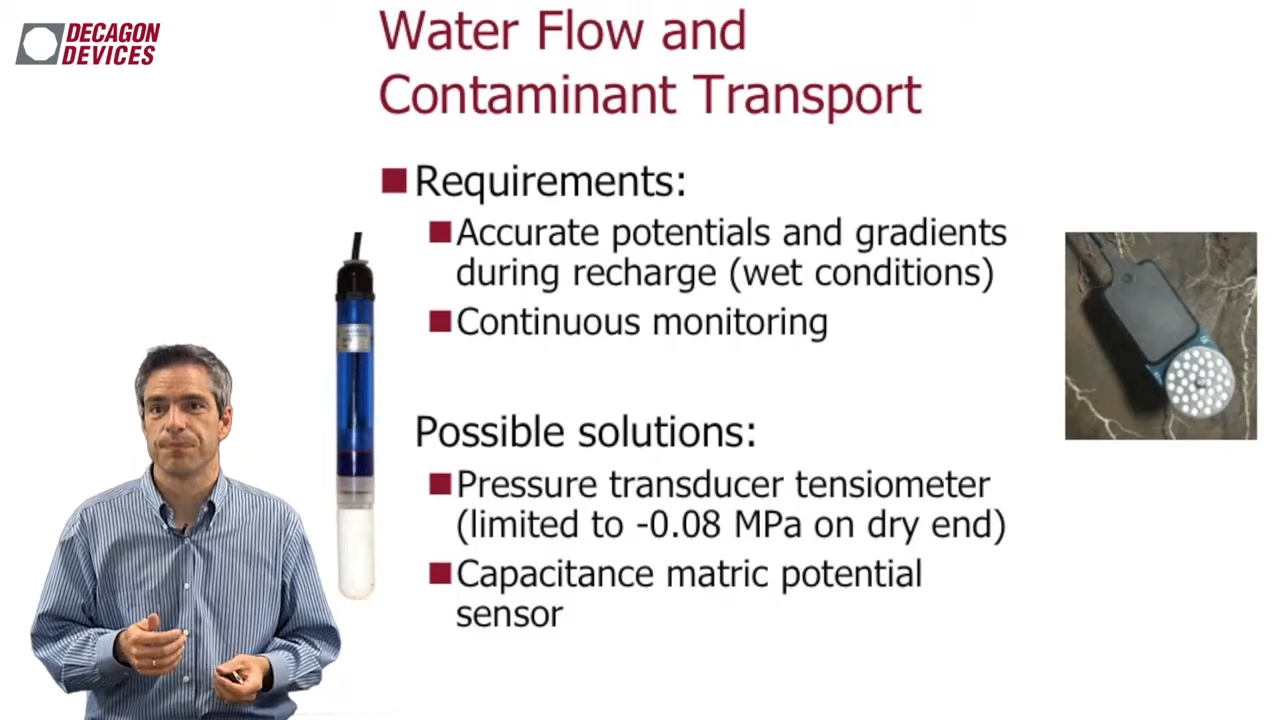 DECAGON
DEVICES
Water Flow and
Contaminant Transport
Requirements:
Accurate potentials and gradients
during recharge (wet conditions)
Continuous monitoring
Possible solutions:
Pressure transducer tensiometer
(limited to -0.08 MPa on dry end)
Capacitance matric potential
sensor